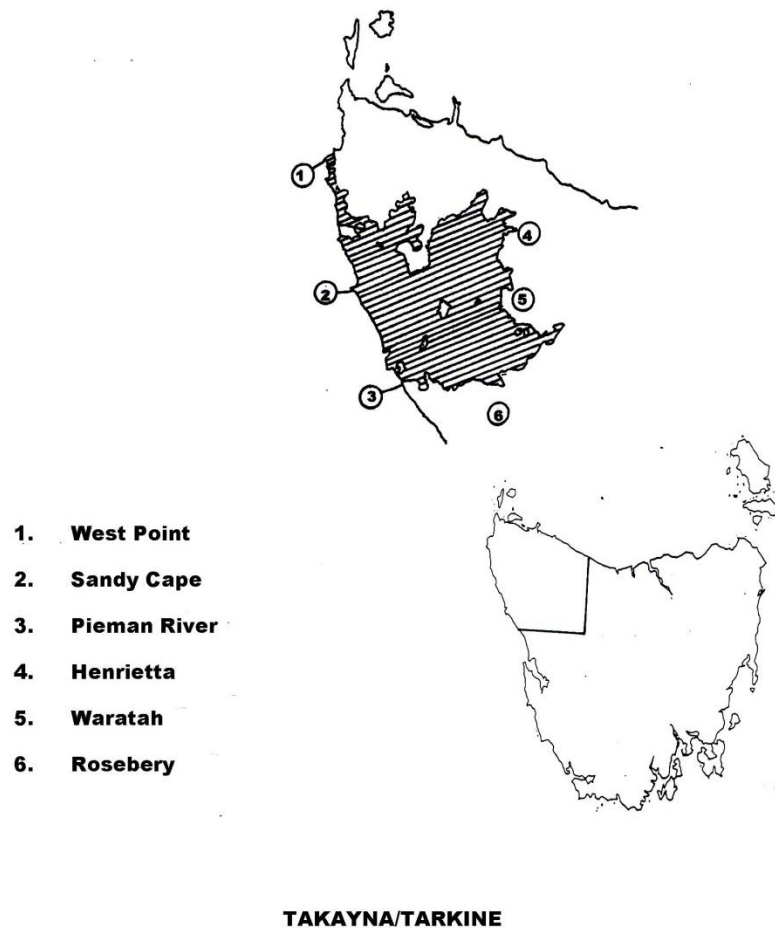 1
4
2
5
3
6
1. West Point
2. Sandy Cape
3. Pieman River
4. Henrietta
5. Waratah
6. Rosebery
TAKAYNA/TARKINE